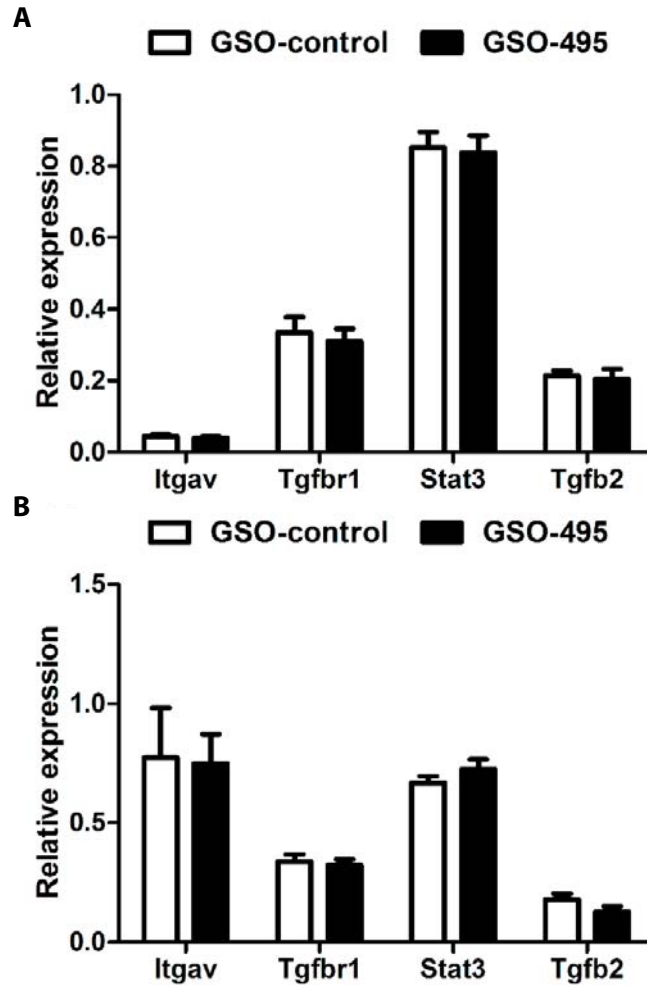 A
GSO-control GSO-495
Relative expression
1.0
0.8
0.6
0.4
0.2
0.0
Itgav Tgfbr1 Stat3 Tgfb2
B
GSO-control GSO-495
Relative expression
1.5
1.0
0.5
0.0
Itgav Tgfbr1 Stat3 Tgfb2